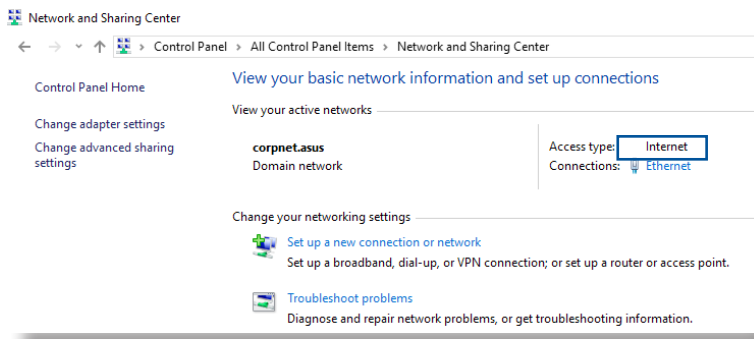 Network and Sharing Center
Control Panel > All Control Panel Items > Network and Sharing Center
Control Panel Home
Change adapter settings
Change advanced sharing
settings
View your basic network information and set up connections
View your active networks
corpnet.asus
Domain network
Access type: Internet
Connections: Ethernet
Change your networking settings
Set up a new connection or network
Set up a broadband, dial-up, or VPN connection; or set up a router or access point.
Troubleshoot problems
Diagnose and repair network problems, or get troubleshooting information.